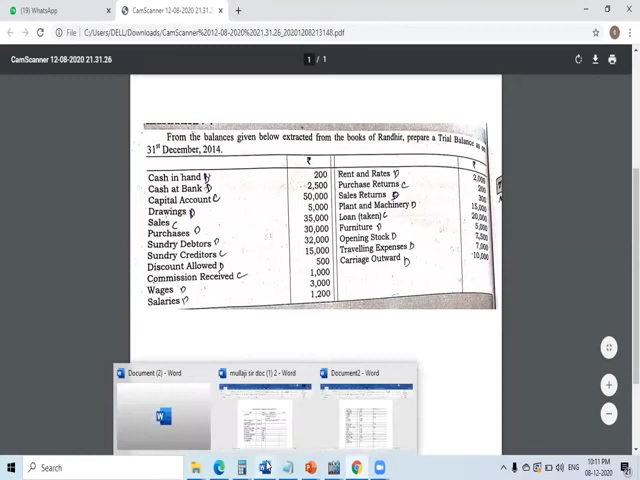 (19) WhatsApp
CamScanner 12-08-2020 21.31.26
File
C:/Users/DELL/Downloads/CamScanner%2012-08-2020%2021.31.26_20201208213148.pdf
CamScanner 12-08-2020 21.31.26
1 / 1
From the balances given below extracted from the books of Randhir, prepare a Trial Balance as on
31st December, 2014.
₹ ₹
Cash in hand D 200 Rent and Rates D 2,000
Cash at Bank D 2,500 Purchase Returns C 200
Capital Account C 50,000 Sales Returns D 300
Drawings D 5,000 Plant and Machinery D 15,000
Sales C 35,000 Loan (taken) C 20,000
Purchases D 30,000 Furniture D 5,000
Sundry Debtors D 32,000 Opening Stock D 7,500
Sundry Creditors C 15,000 Travelling Expenses D 7,000
Discount Allowed D 500 Carriage Outward D 10,000
Commission Received C 1,000
Wages D 3,000
Salaries D 1,200
Document (2) - Word
mullaji sir doc (1) 2 - Word
Document2 - Word
Search
ENG
10:11 PM
08-12-2020